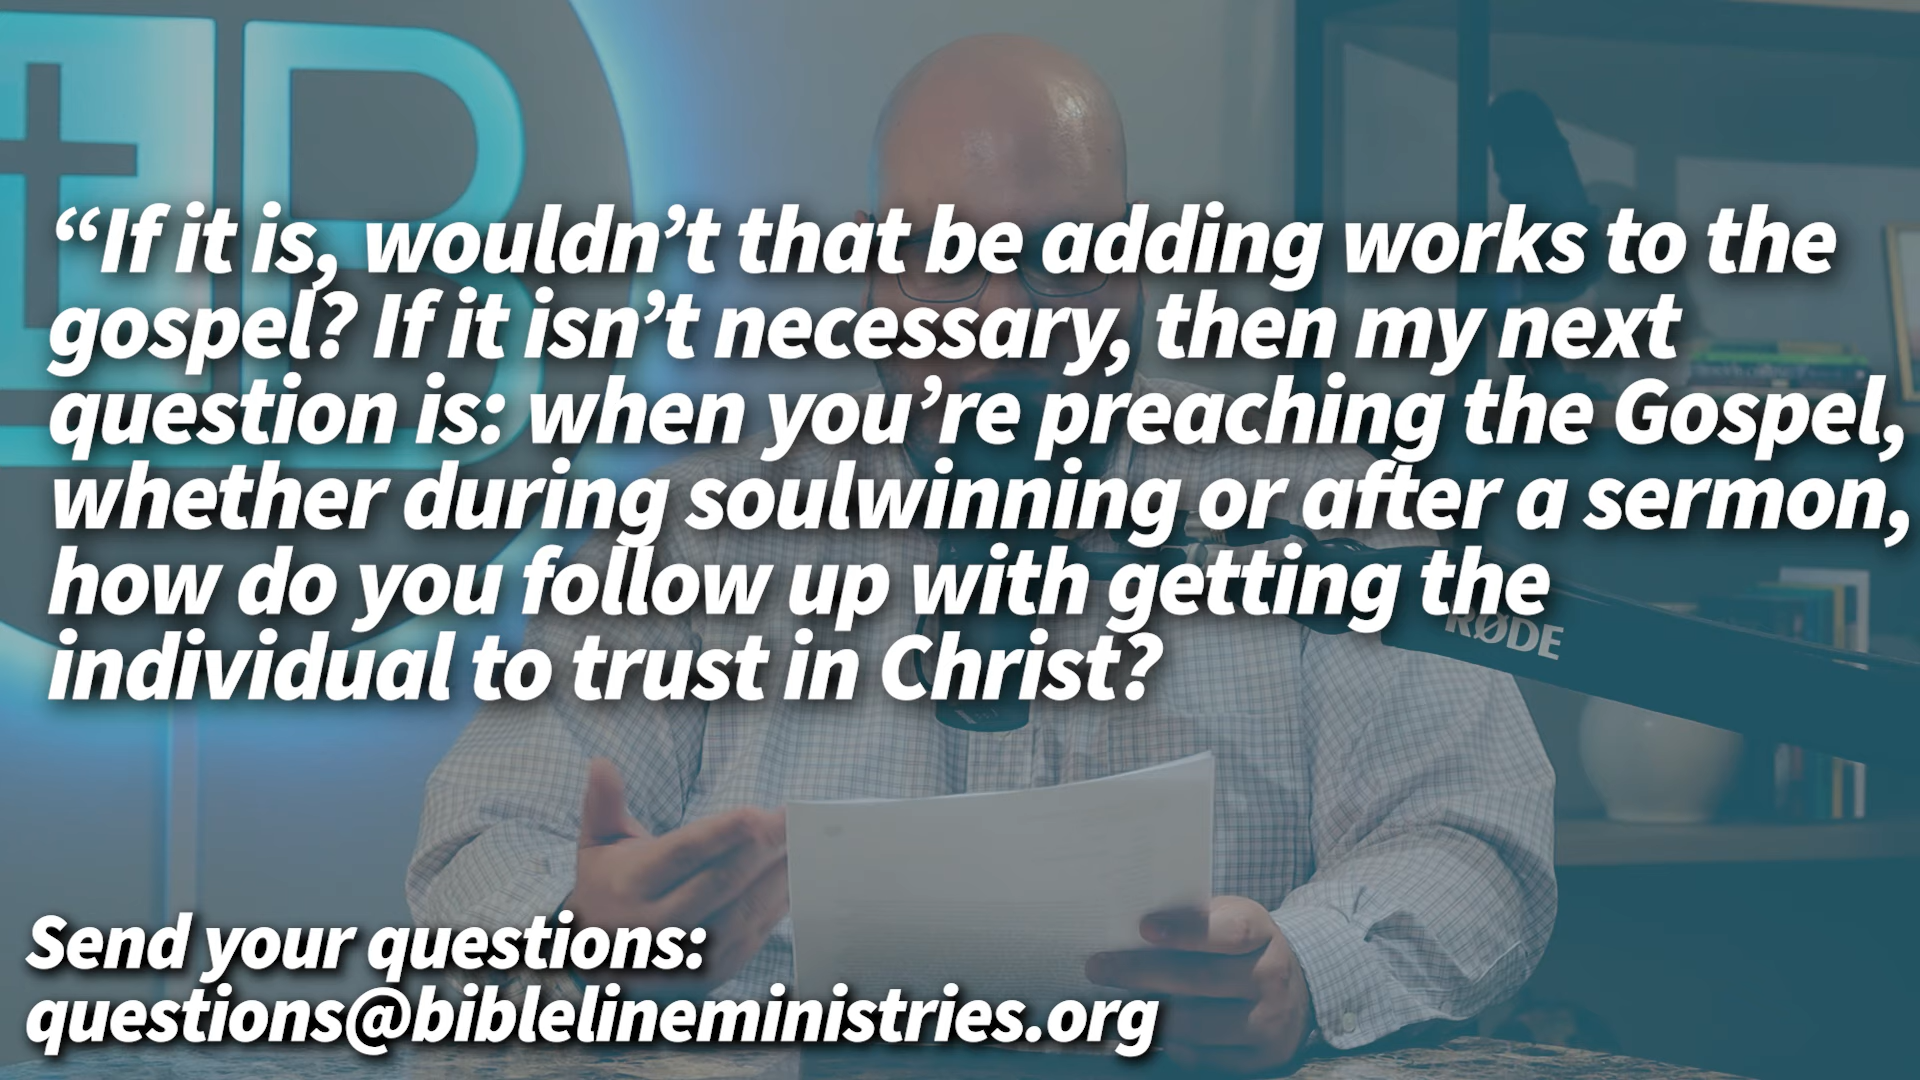 “If it is, wouldn’t that be adding works to the
gospel? If it isn’t necessary, then my next
question is: when you’re preaching the Gospel,
whether during soulwinning or after a sermon,
how do you follow up with getting the
individual to trust in Christ?
RØDE
Send your questions:
questions@biblelineministries.org